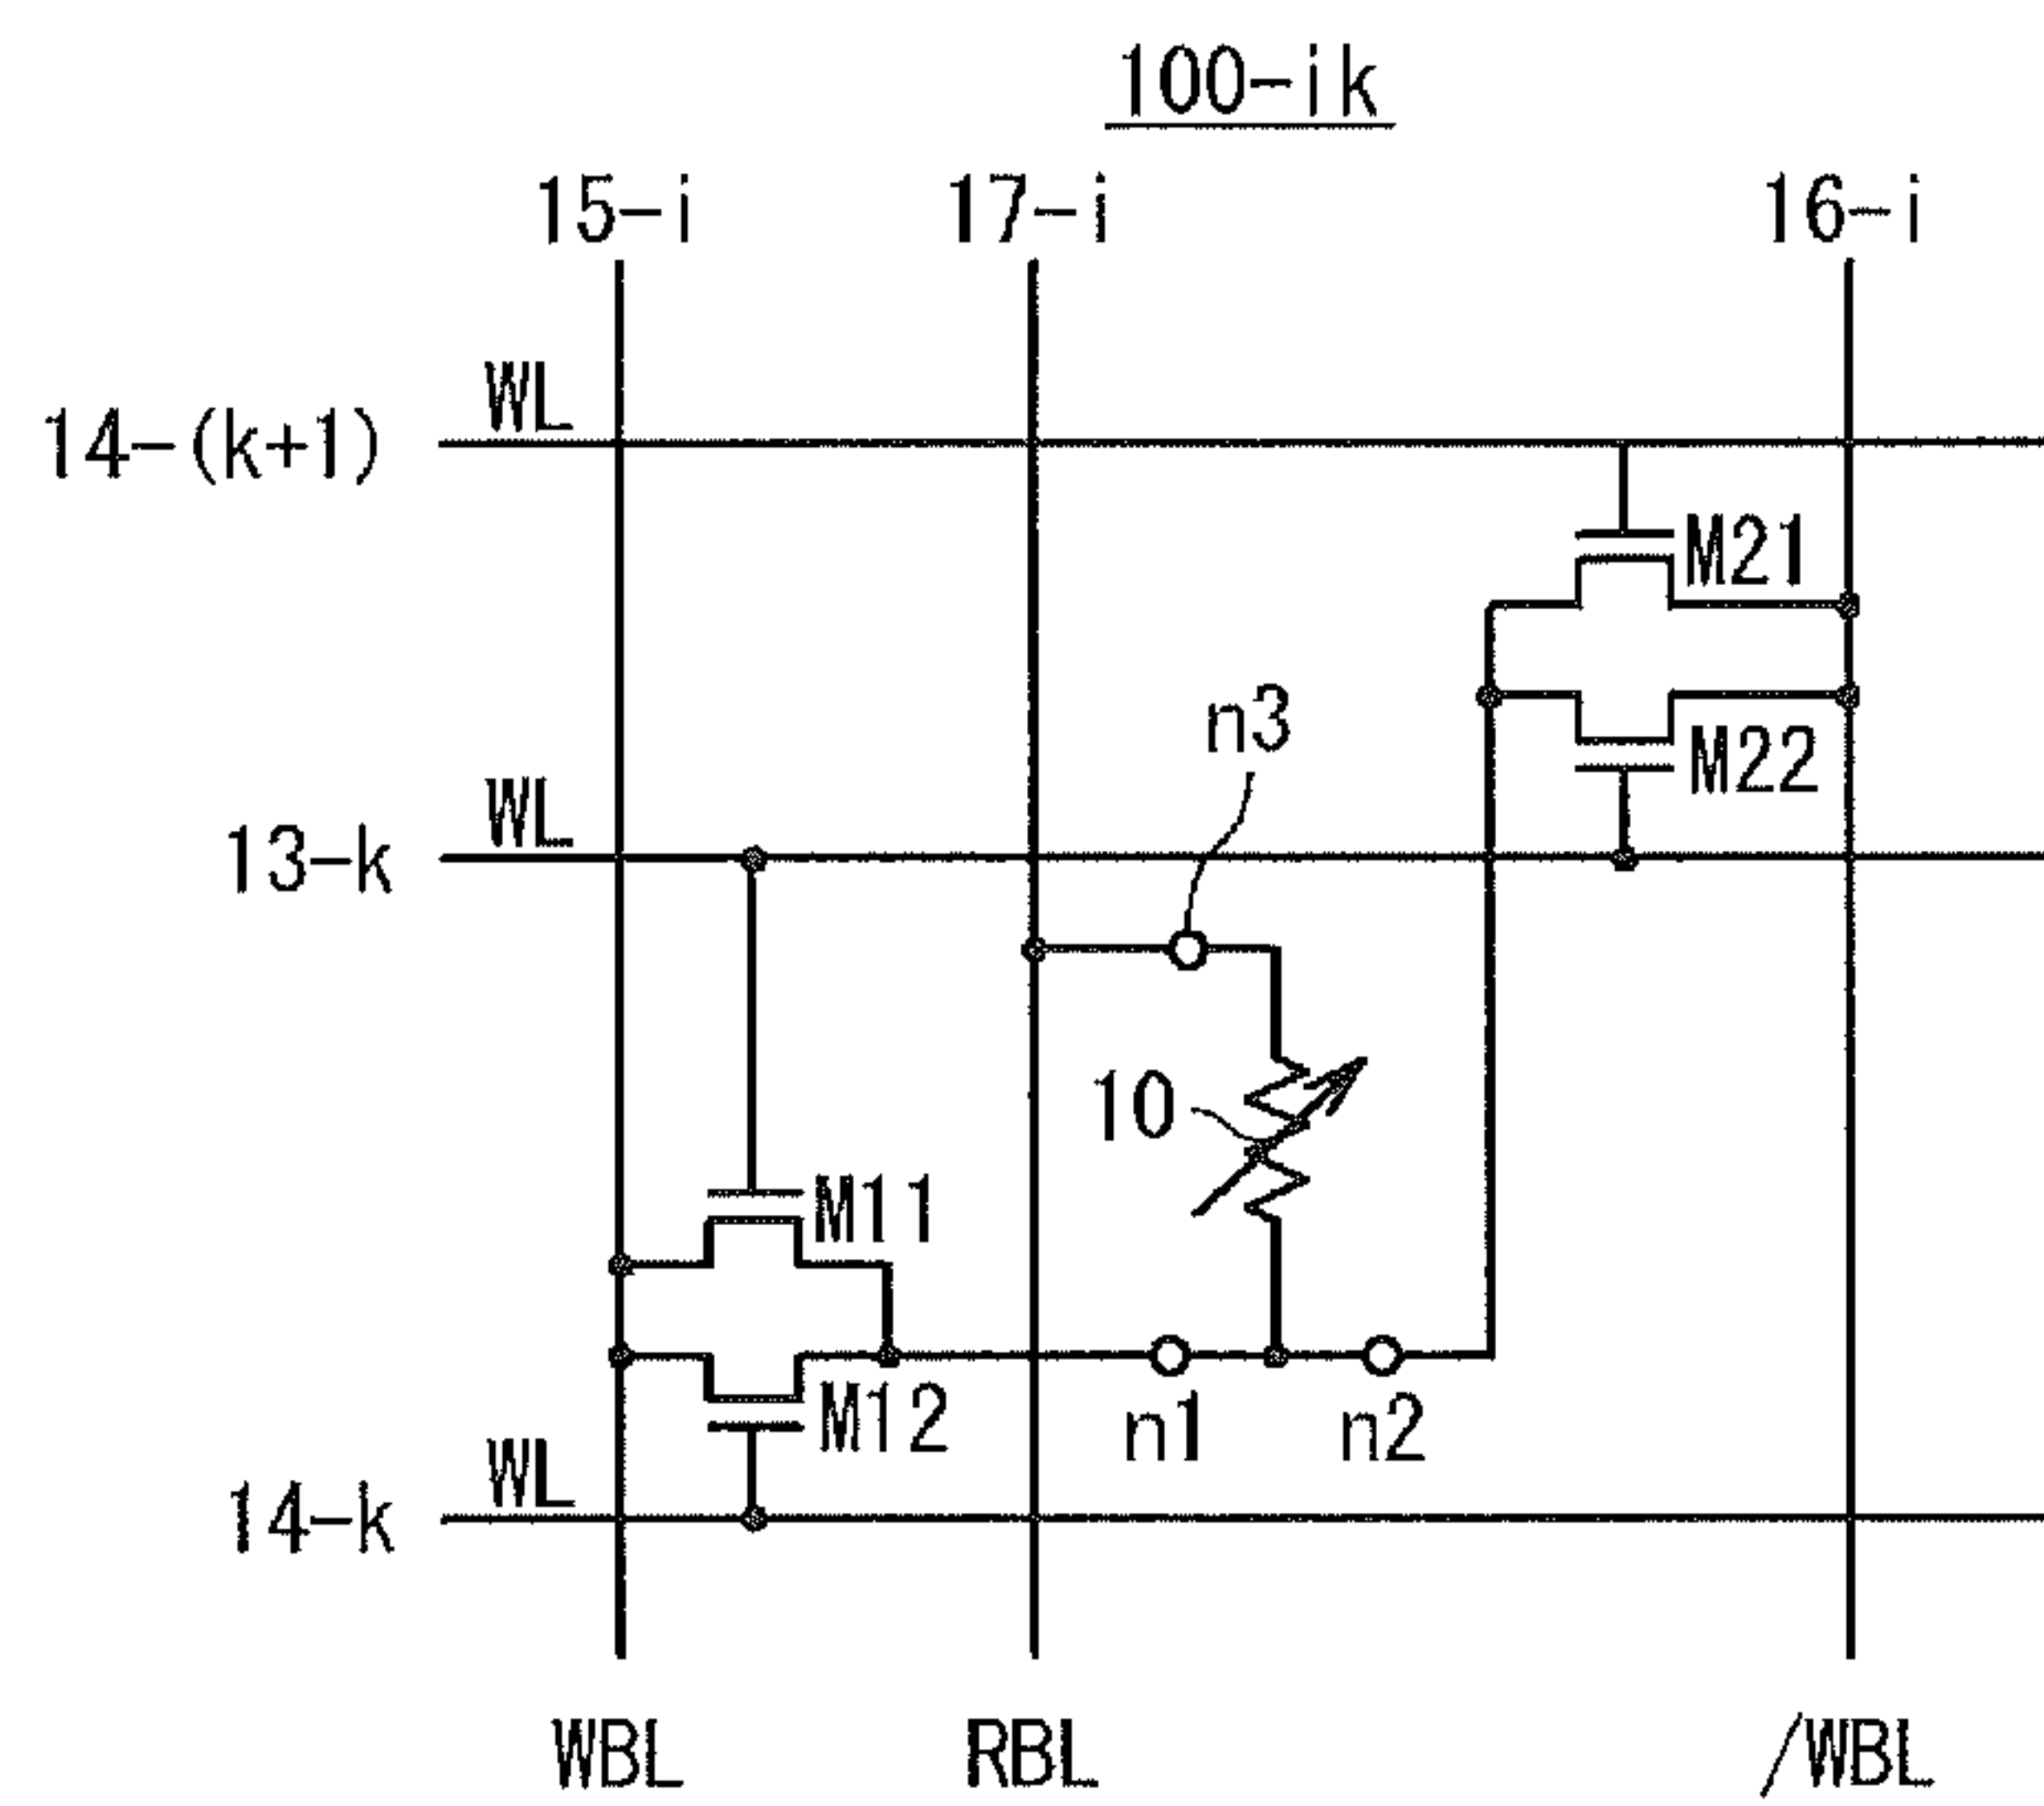 100-ik
15-i 17-i 16-i
WL
14-(k+1)
M21
n3
M22
WL
13-k
10
M11
M12
n1 n2
WL
14-k
WBL RBL /WBL